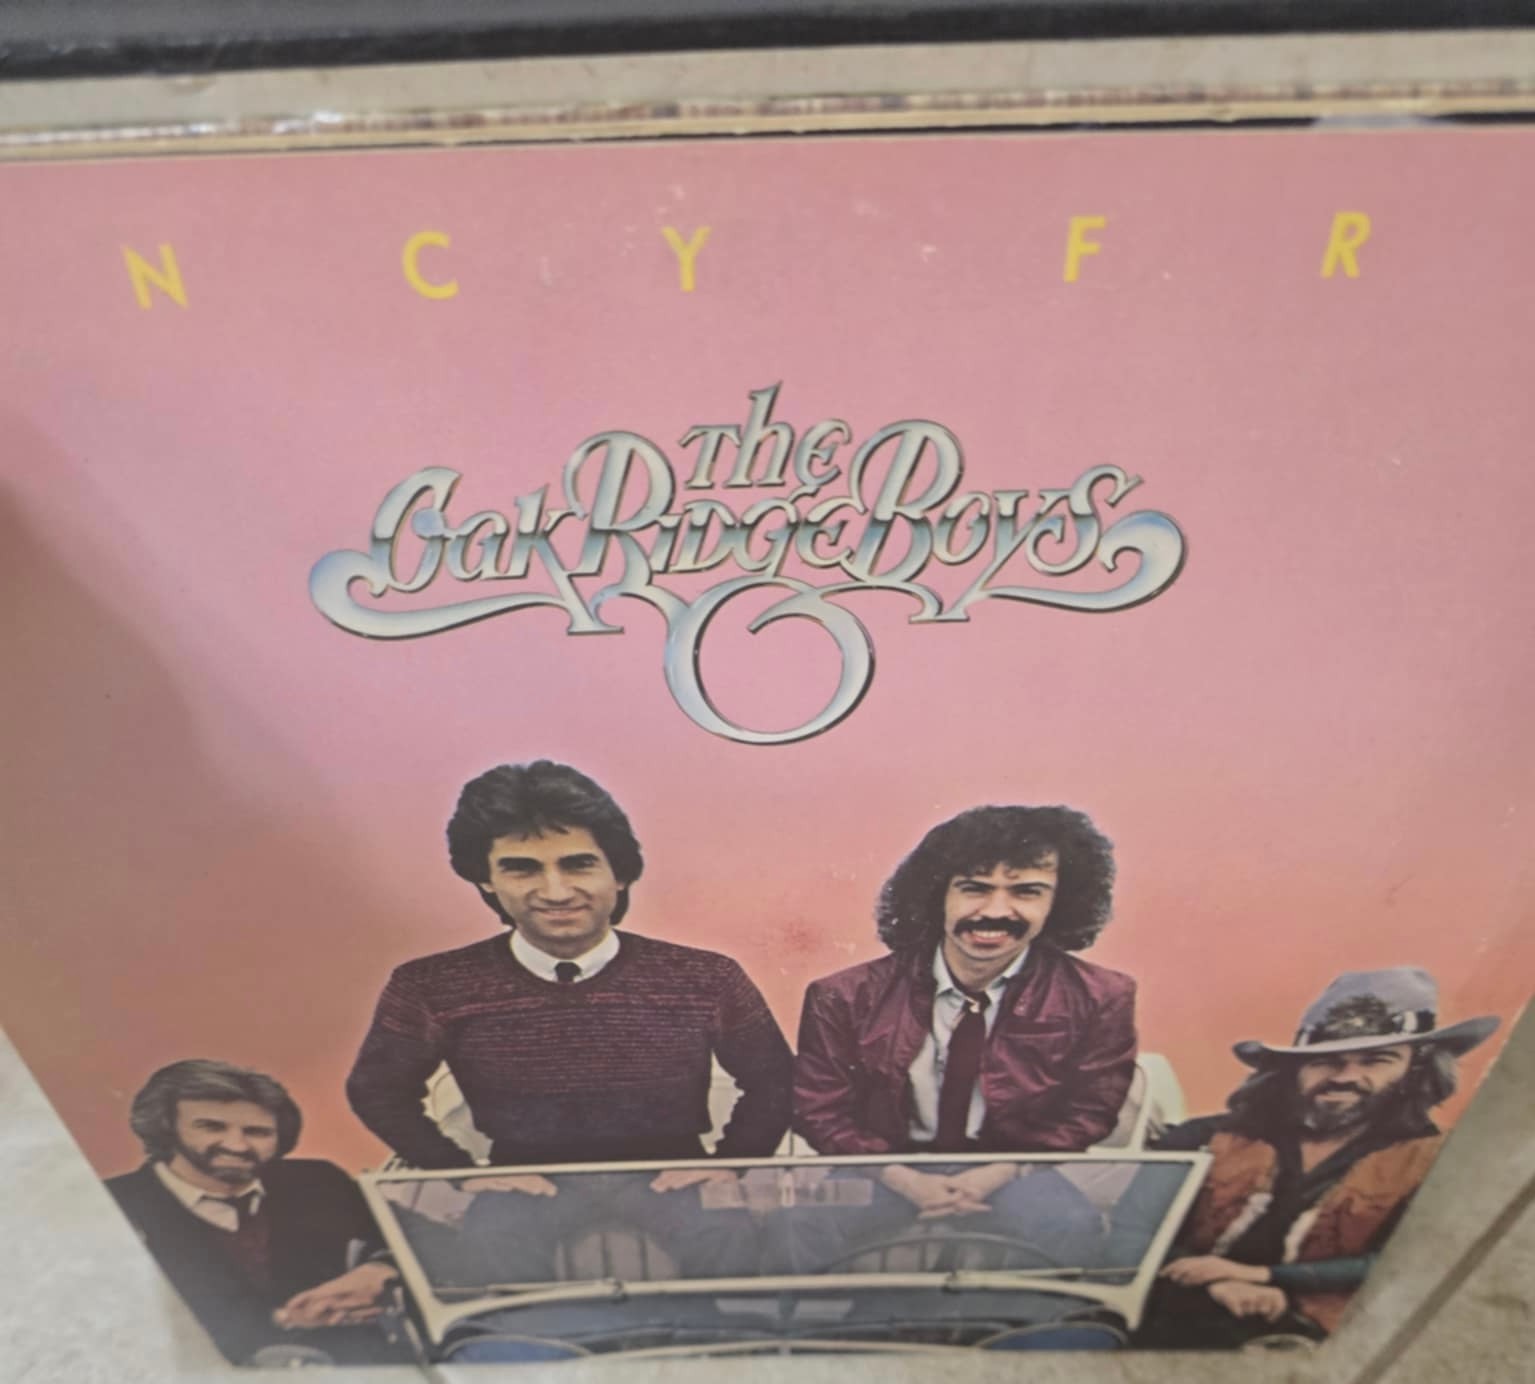 N C Y F R
The
Oak Ridge Boys